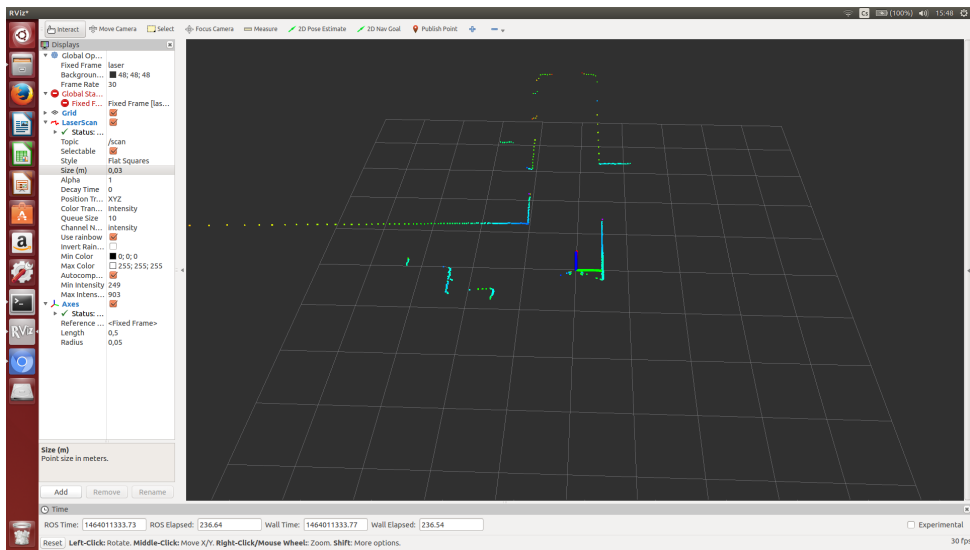 RViz*
Cs (100%) 15:48
Interact Move Camera Select Focus Camera Measure 2D Pose Estimate 2D Nav Goal Publish Point
Displays
Global Op...
Fixed Frame laser
Backgroun... 48; 48; 48
Frame Rate 30
Global Sta...
Fixed F... Fixed Frame [las...
Grid
LaserScan
Status: ...
Topic /scan
Selectable
Style Flat Squares
Size (m) 0,03
Alpha 1
Decay Time 0
Position Tr... XYZ
Color Tran... Intensity
Queue Size 10
Channel N... intensity
Use rainbow
Invert Rain...
Min Color 0; 0; 0
Max Color 255; 255; 255
Autocomp...
Min Intensity 249
Max Intens... 903
Axes
Status: ...
Reference ... <Fixed Frame>
Length 0,5
Radius 0,05
RViz
Size (m)
Point size in meters.
Add Remove Rename
Time
ROS Time: 1464011333.73 ROS Elapsed: 236.64 Wall Time: 1464011333.77 Wall Elapsed: 236.54 Experimental
Reset Left-Click: Rotate. Middle-Click: Move X/Y. Right-Click/Mouse Wheel: Zoom. Shift: More options. 30 fps